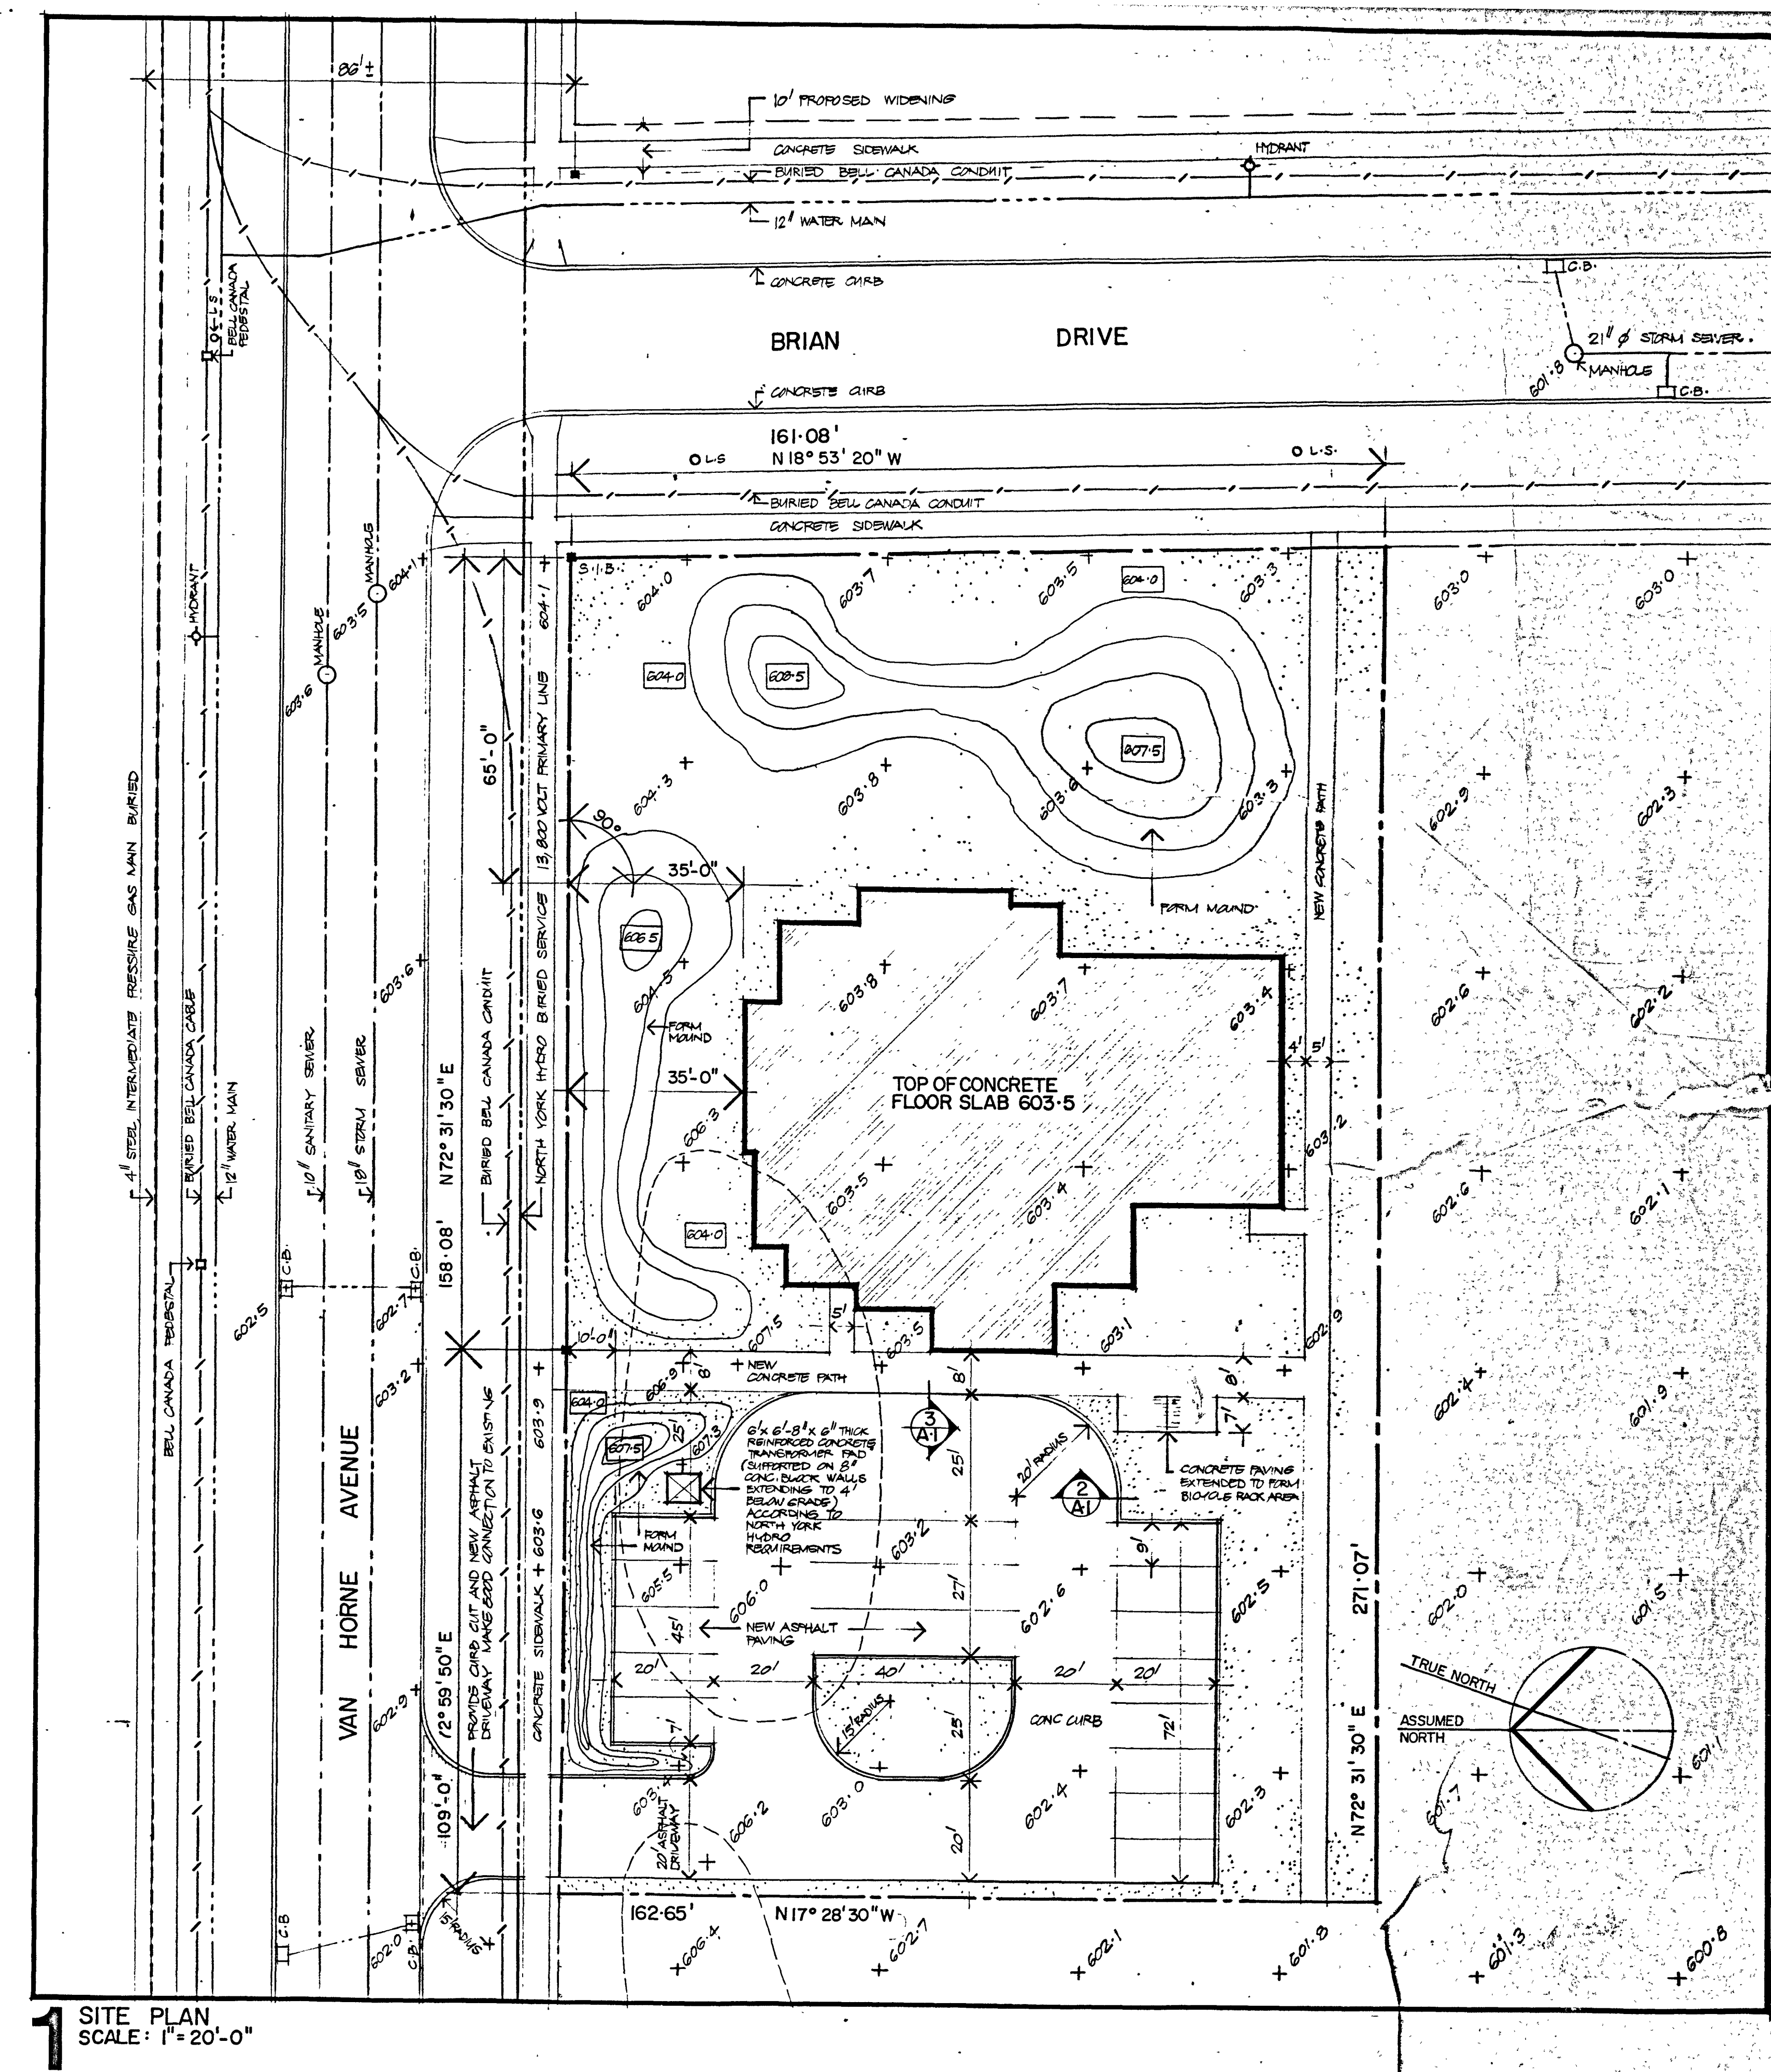 86'±
10' PROPOSED WIDENING
CONCRETE SIDEWALK
HYDRANT
BURIED BELL CANADA CONDUIT
12" WATER MAIN
CONCRETE CURB
C.B.
BRIAN DRIVE
21" ø STORM SEWER.
MANHOLE
601.8
C.B.
CONCRETE CURB
161.08'
N 18° 53' 20" W
O L.S
O L.S.
BURIED BELL CANADA CONDUIT
CONCRETE SIDEWALK
O L.S
BELL CANADA
PEDESTAL
HYDRANT
MANHOLE
603.6
MANHOLE
603.5
604.1
604.1
S.I.B.
604.0
603.7
603.5
604.0
603.3
603.0
603.0
604.0
608.5
607.5
65'-0"
604.3
603.8
603.6
603.3
602.9
602.3
90°
35'-0"
FORM MOUND
NEW CONCRETE PATH
606.5
604.5
603.8
603.7
603.4
602.6
602.2
FORM
MOUND
35'-0"
4'
5'
TOP OF CONCRETE
FLOOR SLAB 603.5
606.3
603.5
603.4
603.2
602.6
602.1
604.0
4" STEEL INTERMEDIATE PRESSURE GAS MAIN BURIED
BURIED BELL CANADA CABLE
12" WATER MAIN
10" SANITARY SEWER
18" STORM SEWER
603.6
N72° 31' 30" E
158.08'
BURIED BELL CANADA CONDUIT
NORTH YORK HYDRO BURIED SERVICE 13,800 VOLT PRIMARY LINE
BELL CANADA PEDESTAL
C.B.
C.B.
602.5
602.7
603.2
10'-0"
607.5
5'
603.5
603.1
602.9
NEW
CONCRETE PATH
606.9
8'
8'
8'
7'
602.4
601.9
603.9
604.0
607.5
25'
607.3
6' x 6'-8" x 6" THICK
REINFORCED CONCRETE
TRANSFORMER PAD
(SUPPORTED ON 8"
CONC. BLOCK WALLS
EXTENDING TO 4'
BELOW GRADE)
ACCORDING TO
NORTH YORK
HYDRO
REQUIREMENTS
3
A·1
25'
20' RADIUS
2
A·1
CONCRETE PAVING
EXTENDED TO FORM
BICYCLE RACK AREA
FORM
MOUND
603.2
9'
605.5
606.0
27'
602.6
602.5
602.0
601.5
45'
NEW ASPHALT
PAVING
20'
20'
40'
20'
20'
15' RADIUS
25'
CONC CURB
72'
7'
VAN HORNE AVENUE
72° 59' 50" E
109'-0"
PROVIDE CURB CUT AND NEW ASPHALT
DRIVEWAY MAKE GOOD CONNECTION TO EXISTING
CONCRETE SIDEWALK + 603.6
602.9
603.4
20' ASPHALT
DRIVEWAY
606.2
603.0
20'
602.4
602.3
271.07'
N72° 31' 30" E
TRUE NORTH
ASSUMED
NORTH
601.7
601.1
15' RADIUS
C.B
C.B.
602.0
162.65'
N 17° 28' 30" W
606.4
602.7
602.1
601.8
601.3
600.8
1
SITE PLAN
SCALE: 1" = 20'-0"